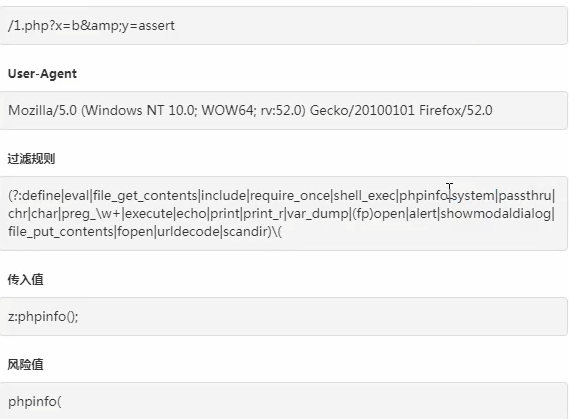 /1.php?x=b&amp;y=assert
User-Agent
Mozilla/5.0 (Windows NT 10.0; WOW64; rv:52.0) Gecko/20100101 Firefox/52.0
过滤规则
(?:define|eval|file_get_contents|include|require_once|shell_exec|phpinfo|system|passthru|
chr|char|preg_\w+|execute|echo|print|print_r|var_dump|(fp)open|alert|showmodaldialog|
file_put_contents|fopen|urldecode|scandir)\(
传入值
z:phpinfo();
风险值
phpinfo(